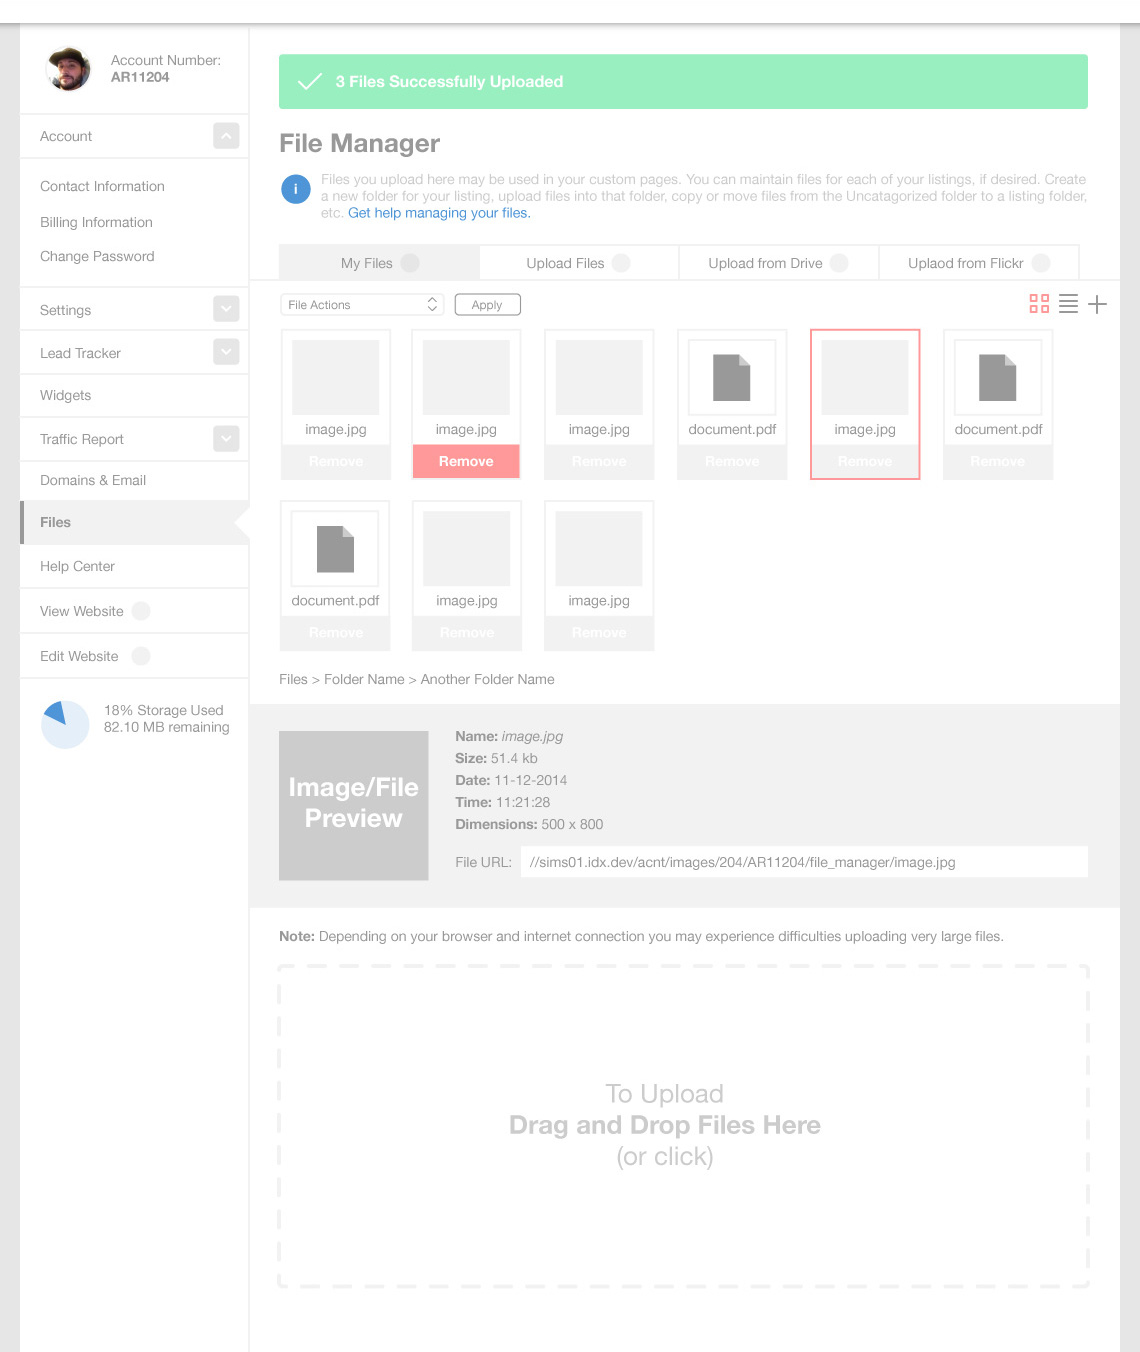 Account Number:
AR11204
Account
Contact Information
Billing Information
Change Password
Settings
Lead Tracker
Widgets
Traffic Report
Domains & Email
Files
Help Center
View Website
Edit Website
18% Storage Used
82.10 MB remaining
3 Files Successfully Uploaded
File Manager
i
Files you upload here may be used in your custom pages. You can maintain files for each of your listings, if desired. Create
a new folder for your listing, upload files into that folder, copy or move files from the Uncatagorized folder to a listing folder,
etc. Get help managing your files.
My Files
Upload Files
Upload from Drive
Uplaod from Flickr
File Actions
Apply
image.jpg
image.jpg
image.jpg
document.pdf
image.jpg
document.pdf
Remove
Remove
Remove
Remove
Remove
Remove
document.pdf
image.jpg
image.jpg
Remove
Remove
Remove
Files > Folder Name > Another Folder Name
Image/File
Preview
Name: image.jpg
Size: 51.4 kb
Date: 11-12-2014
Time: 11:21:28
Dimensions: 500 x 800
File URL: //sims01.idx.dev/acnt/images/204/AR11204/file_manager/image.jpg
Note: Depending on your browser and internet connection you may experience difficulties uploading very large files.
To Upload
Drag and Drop Files Here
(or click)